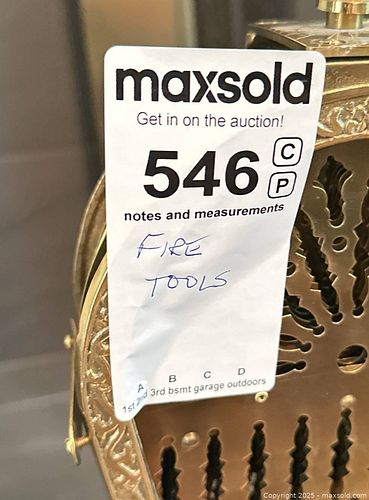 maxsold
Get in on the auction!
546 C
P
notes and measurements
FIRE
TOOLS
A B C D
1st 2nd 3rd bsmt garage outdoors
Copyright 2025 - maxsold.com